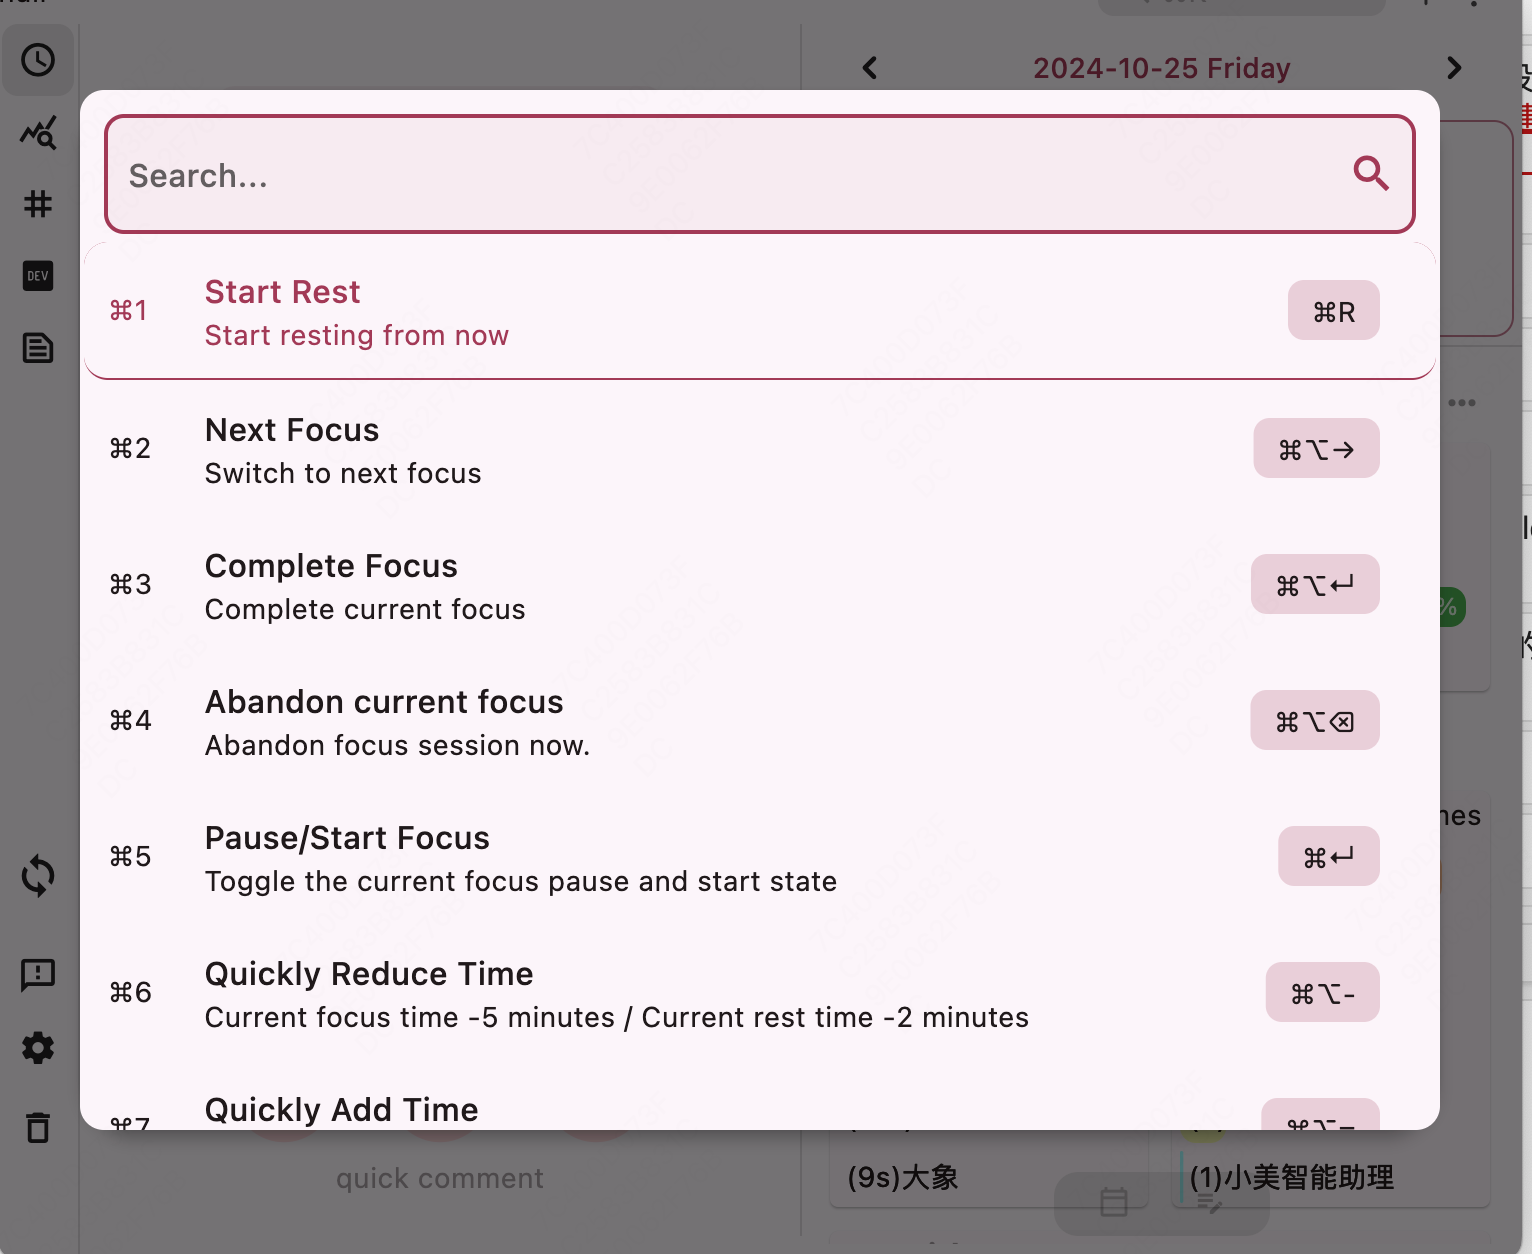 2024-10-25 Friday
Search...
⌘1
Start Rest
Start resting from now
⌘R
⌘2
Next Focus
Switch to next focus
⌘⌥→
⌘3
Complete Focus
Complete current focus
⌘⌥↵
⌘4
Abandon current focus
Abandon focus session now.
⌘⌥⌫
⌘5
Pause/Start Focus
Toggle the current focus pause and start state
⌘↵
⌘6
Quickly Reduce Time
Current focus time -5 minutes / Current rest time -2 minutes
⌘⌥-
⌘7
Quickly Add Time
DEV
%
quick comment
(9s)大象
(1)小美智能助理